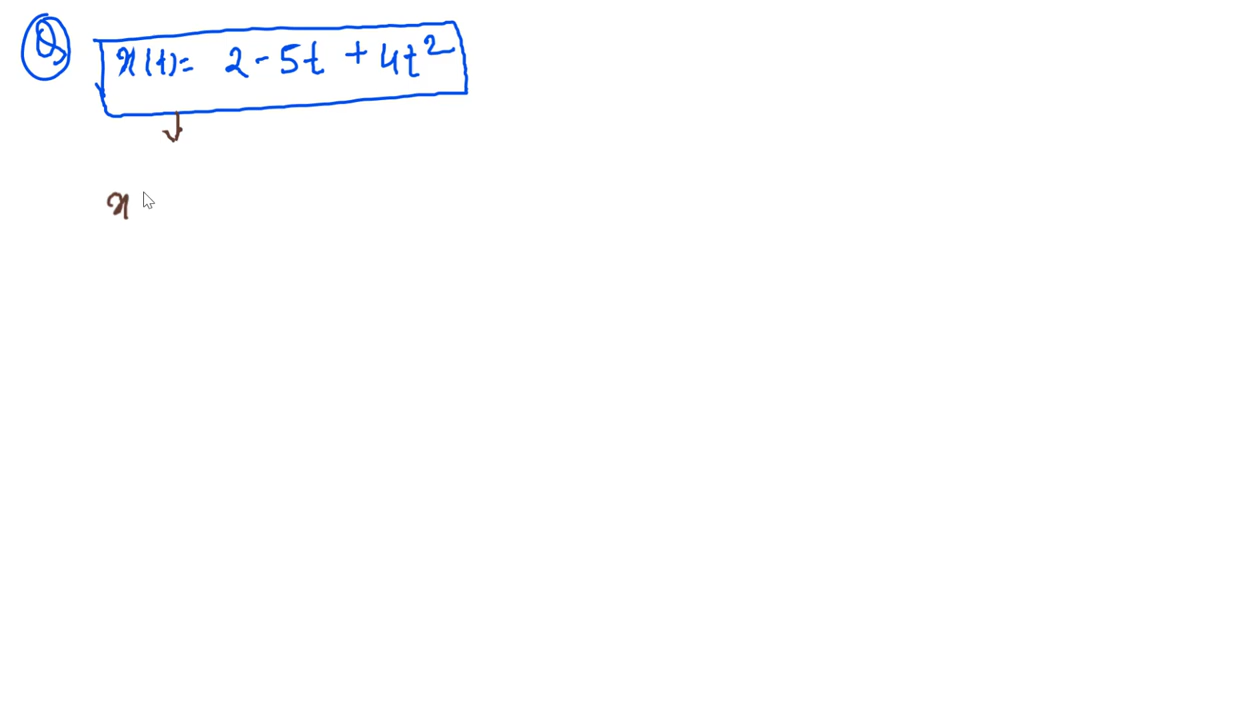 Q x(t) = 2 - 5t + 4t²
x